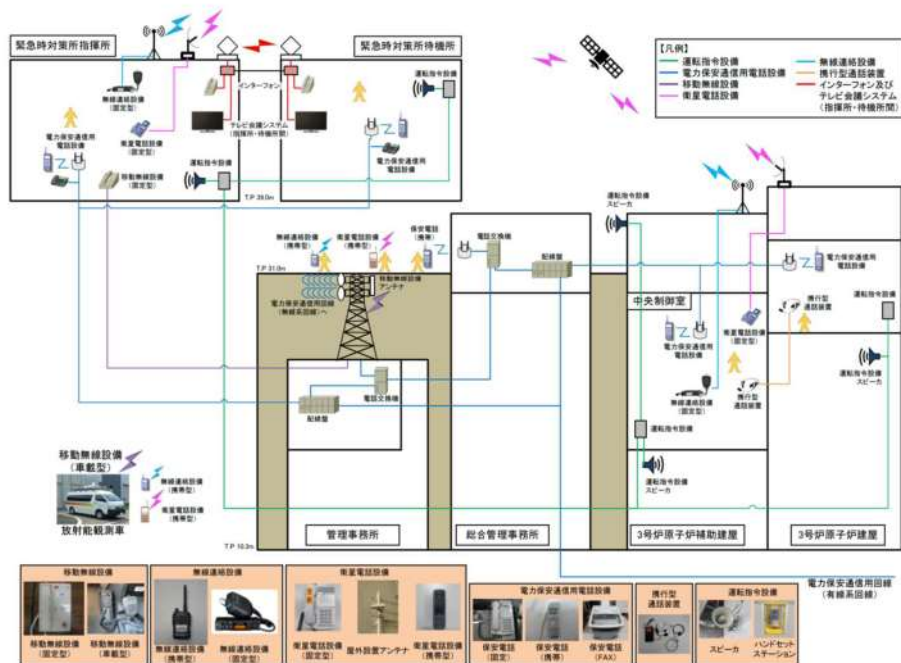 緊急時対策所指揮所
緊急時対策所待機所
【凡例】
運転指令設備
電力保安通信用電話設備
移動無線設備
衛星電話設備
無線連絡設備
携行型通話装置
インターフォン及び
テレビ会議システム
(指揮所・待機所間)
無線連絡設備
(固定型)
インターフォン
運転指令設備
衛星電話設備
(固定型)
テレビ会議システム
(指揮所・待機所間)
電力保安通信用
電話設備
移動無線設備
(固定型)
運転指令設備
電力保安通信用
電話設備
T.P 39.0m
運転指令設備
スピーカ
無線連絡設備
(携帯型)
衛星電話設備
(携帯型)
保安電話
(携帯)
電話交換機
配線盤
T.P 31.0m
移動無線設備
アンテナ
電力保安通信用回線
(無線系回線)へ
電力保安通信用
電話設備
中央制御室
携行型
通話装置
運転指令設備
衛星電話設備
(固定型)
電力保安通信用
電話設備
運転指令設備
スピーカ
無線連絡設備
(固定型)
携行型
通話装置
電話交換機
配線盤
運転指令設備
運転指令設備
スピーカ
移動無線設備
(車載型)
無線連絡設備
(携帯型)
衛星電話設備
(携帯型)
放射能観測車
管理事務所
総合管理事務所
3号炉原子炉補助建屋
3号炉原子炉建屋
T.P 10.3m
電力保安通信用回線
(有線系回線)
移動無線設備
移動無線設備
(固定型)
移動無線設備
(車載型)
無線連絡設備
無線連絡設備
(携帯型)
無線連絡設備
(固定型)
衛星電話設備
衛星電話設備
(固定型)
屋外設置アンテナ
衛星電話設備
(携帯型)
電力保安通信用電話設備
保安電話
(固定)
保安電話
(携帯)
保安電話
(FAX)
携行型
通話装置
運転指令設備
スピーカ
ハンドセット
ステーション